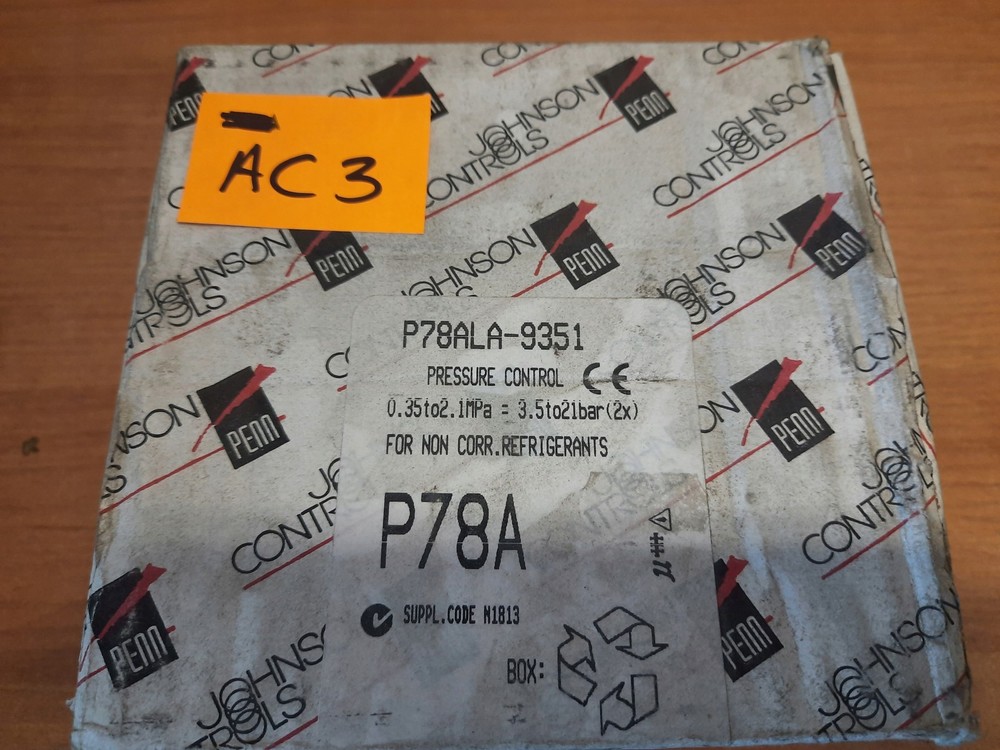 AC3
PENN
JOHNSON
CONTROLS
P78ALA-9351
PRESSURE CONTROL CE
0.35to2.1MPa = 3.5to21bar(2x)
FOR NON CORR.REFRIGERANTS
P78A
SUPPL.CODE N1813
BOX: